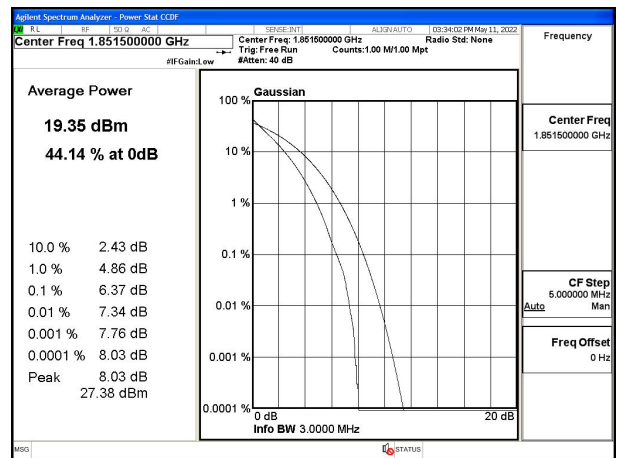 Agilent Spectrum Analyzer - Power Stat CCDF
RL RF 50 Ω AC SENSE:INT ALIGN AUTO 03:34:02 PM May 11, 2022
Center Freq 1.851500000 GHz
Center Freq: 1.851500000 GHz Radio Std: None
Trig: Free Run Counts:1.00 M/1.00 Mpt
#IFGain:Low #Atten: 40 dB
Frequency
Average Power
19.35 dBm
44.14 % at 0dB
10.0 % 2.43 dB
1.0 % 4.86 dB
0.1 % 6.37 dB
0.01 % 7.34 dB
0.001 % 7.76 dB
0.0001 % 8.03 dB
Peak 8.03 dB
27.38 dBm
Gaussian
100 %
10 %
1 %
0.1 %
0.01 %
0.001 %
0.0001 %
0 dB 20 dB
Info BW 3.0000 MHz
Center Freq
1.851500000 GHz
CF Step
5.000000 MHz
Auto Man
Freq Offset
0 Hz
MSG STATUS